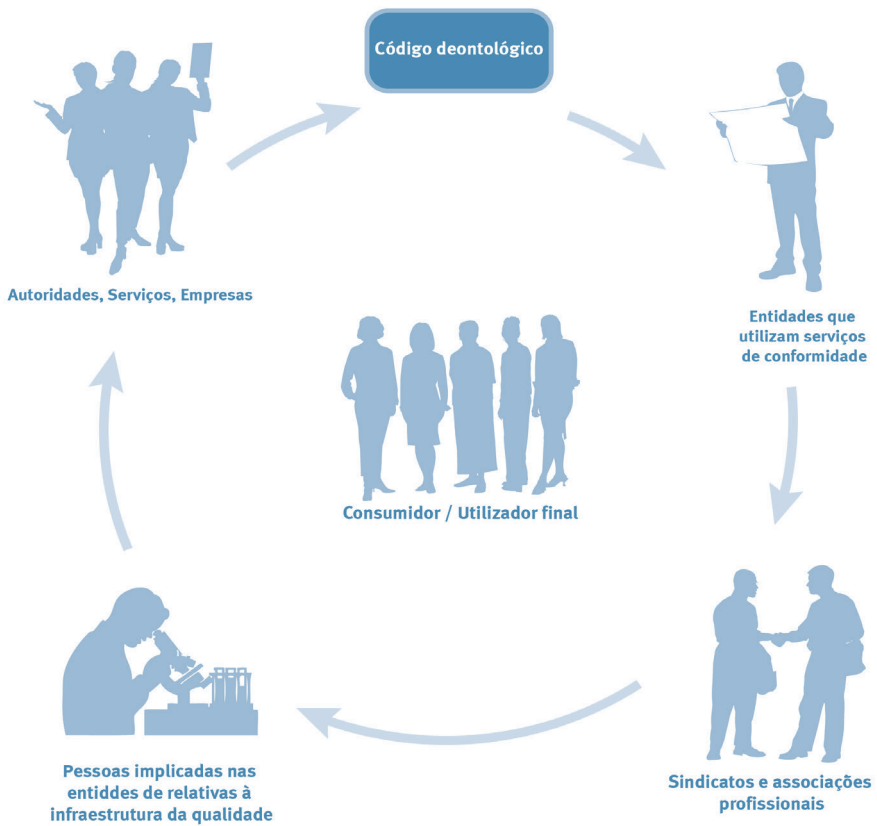 Código deontológico
Autoridades, Serviços, Empresas
Entidades que
utilizam serviços
de conformidade
Consumidor / Utilizador final
Pessoas implicadas nas
entiddes de relativas à
infraestrutura da qualidade
Sindicatos e associações
profissionais